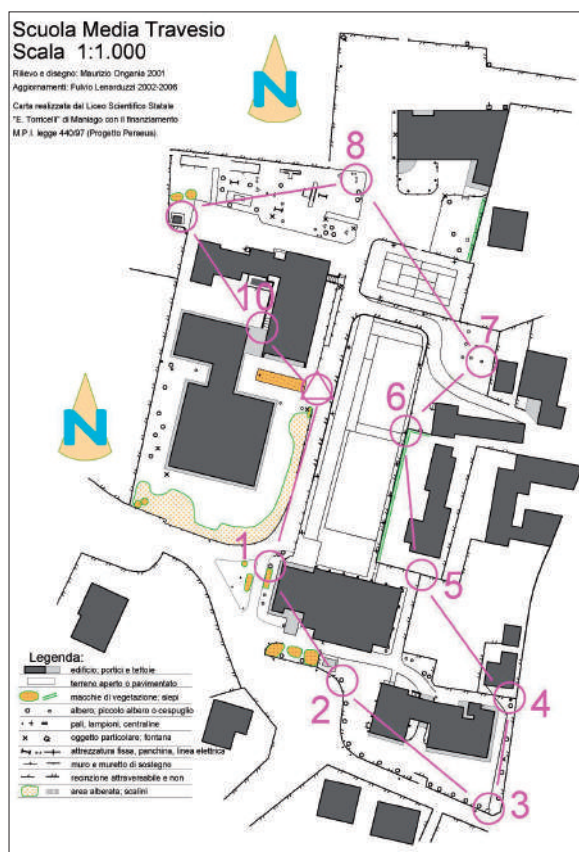 Scuola Media Travesio
Scala 1:1.000
Rilievo e disegno: Maurizio Ongania 2001
Aggiornamenti: Fulvio Lenarduzzi 2002-2006
Carta realizzata dal Liceo Scientifico Statale
"E. Torricelli" di Maniago con il finanziamento
M.P.I. legge 440/97 (Progetto Perseus).
N
8
10
7
6
N
1
5
2
4
3
Legenda:
edificio; portici e tettoie
terreno aperto o pavimentato
macchie di vegetazione; siepi
albero, piccolo albero o cespuglio
pali, lampioni, centraline
oggetto particolare; fontana
attrezzatura fissa, panchina, linea elettrica
muro e muretto di sostegno
recinzione attraversabile e non
area alberata; scalini